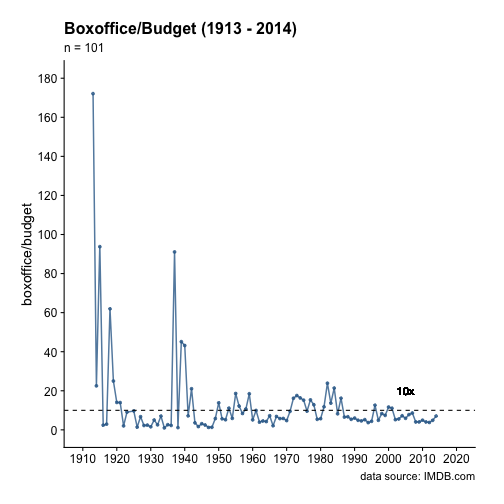 Boxoffice/Budget (1913 - 2014)
n = 101
boxoffice/budget
180
160
140
120
100
80
60
40
20
0
10x
1910 1920 1930 1940 1950 1960 1970 1980 1990 2000 2010 2020
data source: IMDB.com